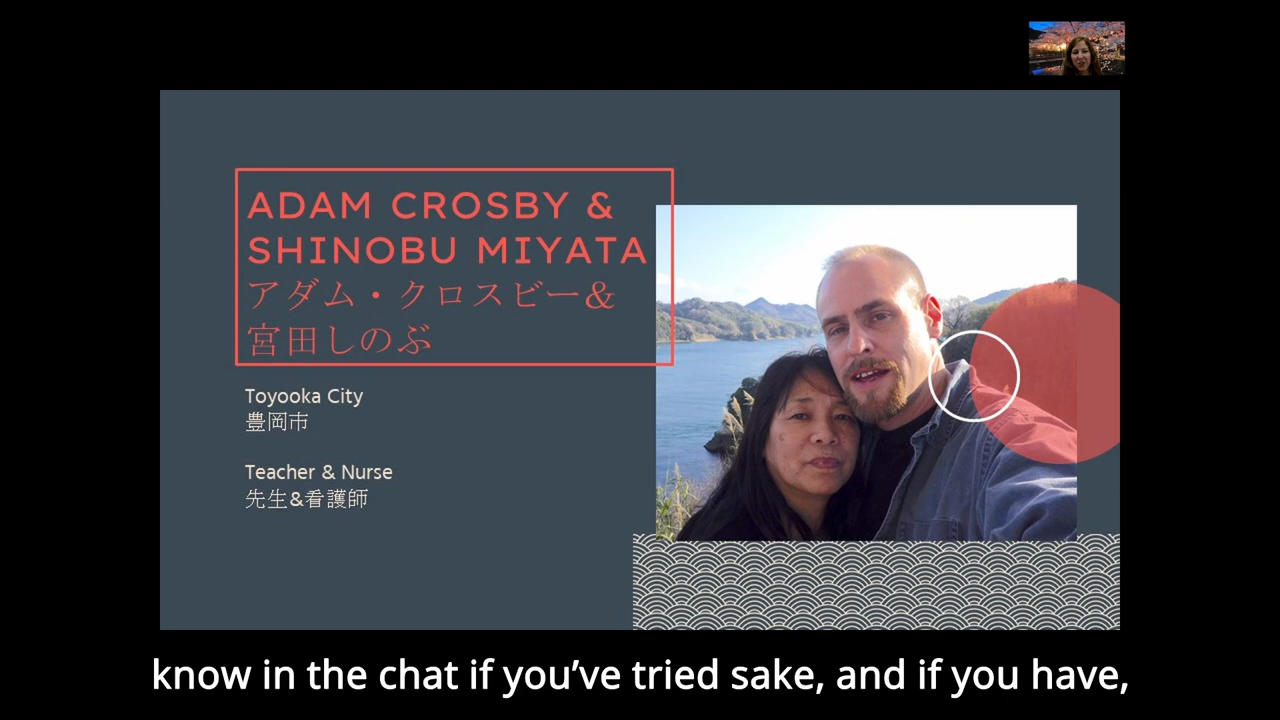 ADAM CROSBY &
SHINOBU MIYATA
アダム・クロスビー&
宮田しのぶ
Toyooka City
豊岡市
Teacher & Nurse
先生&看護師
know in the chat if you’ve tried sake, and if you have,